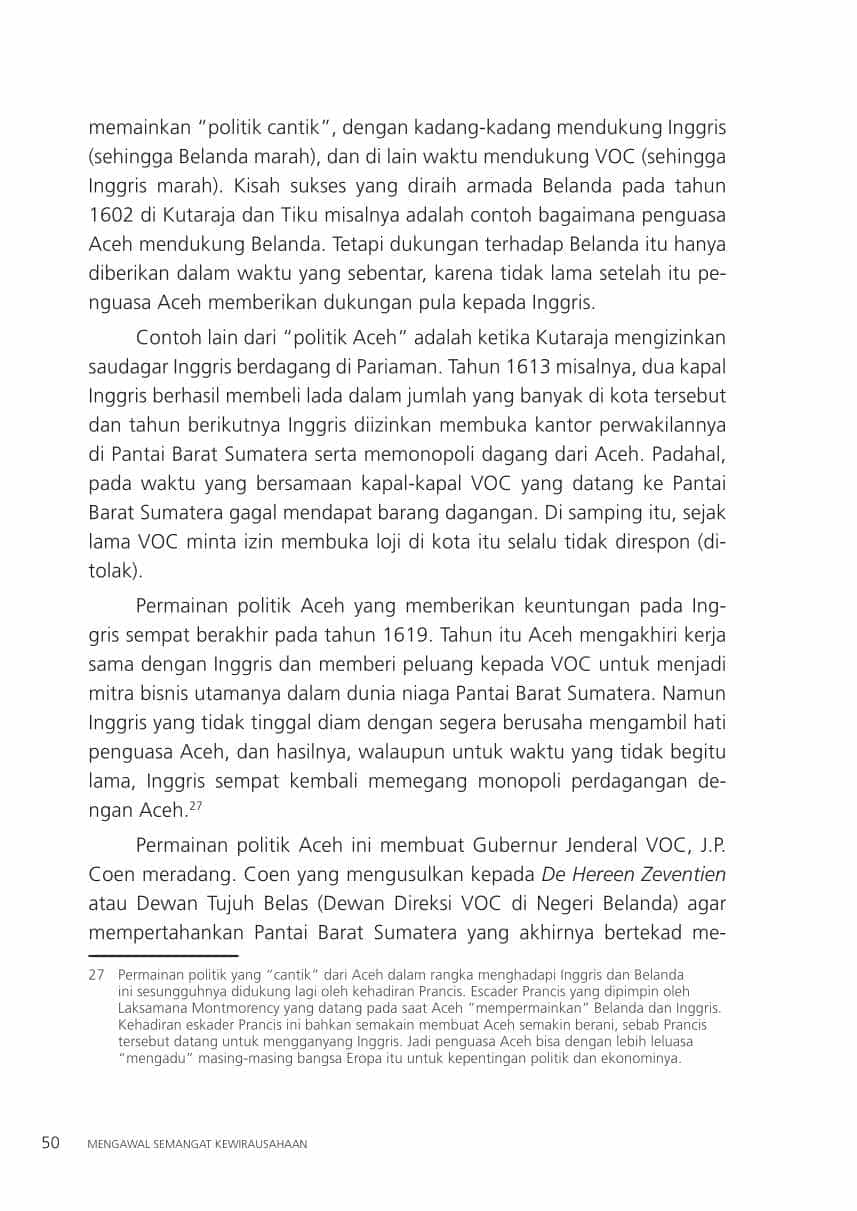 memainkan “politik cantik”, dengan kadang-kadang mendukung Inggris
(sehingga Belanda marah), dan di lain waktu mendukung VOC (sehingga
Inggris marah). Kisah sukses yang diraih armada Belanda pada tahun
1602 di Kutaraja dan Tiku misalnya adalah contoh bagaimana penguasa
Aceh mendukung Belanda. Tetapi dukungan terhadap Belanda itu hanya
diberikan dalam waktu yang sebentar, karena tidak lama setelah itu pe-
nguasa Aceh memberikan dukungan pula kepada Inggris.
Contoh lain dari “politik Aceh” adalah ketika Kutaraja mengizinkan
saudagar Inggris berdagang di Pariaman. Tahun 1613 misalnya, dua kapal
Inggris berhasil membeli lada dalam jumlah yang banyak di kota tersebut
dan tahun berikutnya Inggris diizinkan membuka kantor perwakilannya
di Pantai Barat Sumatera serta memonopoli dagang dari Aceh. Padahal,
pada waktu yang bersamaan kapal-kapal VOC yang datang ke Pantai
Barat Sumatera gagal mendapat barang dagangan. Di samping itu, sejak
lama VOC minta izin membuka loji di kota itu selalu tidak direspon (di-
tolak).
Permainan politik Aceh yang memberikan keuntungan pada Ing-
gris sempat berakhir pada tahun 1619. Tahun itu Aceh mengakhiri kerja
sama dengan Inggris dan memberi peluang kepada VOC untuk menjadi
mitra bisnis utamanya dalam dunia niaga Pantai Barat Sumatera. Namun
Inggris yang tidak tinggal diam dengan segera berusaha mengambil hati
penguasa Aceh, dan hasilnya, walaupun untuk waktu yang tidak begitu
lama, Inggris sempat kembali memegang monopoli perdagangan de-
ngan Aceh.27
Permainan politik Aceh ini membuat Gubernur Jenderal VOC, J.P.
Coen meradang. Coen yang mengusulkan kepada De Hereen Zeventien
atau Dewan Tujuh Belas (Dewan Direksi VOC di Negeri Belanda) agar
mempertahankan Pantai Barat Sumatera yang akhirnya bertekad me-
27 Permainan politik yang “cantik” dari Aceh dalam rangka menghadapi Inggris dan Belanda
ini sesungguhnya didukung lagi oleh kehadiran Prancis. Escader Prancis yang dipimpin oleh
Laksamana Montmorency yang datang pada saat Aceh “mempermainkan” Belanda dan Inggris.
Kehadiran eskader Prancis ini bahkan semakain membuat Aceh semakin berani, sebab Prancis
tersebut datang untuk mengganyang Inggris. Jadi penguasa Aceh bisa dengan lebih leluasa
“mengadu” masing-masing bangsa Eropa itu untuk kepentingan politik dan ekonominya.
50 MENGAWAL SEMANGAT KEWIRAUSAHAAN